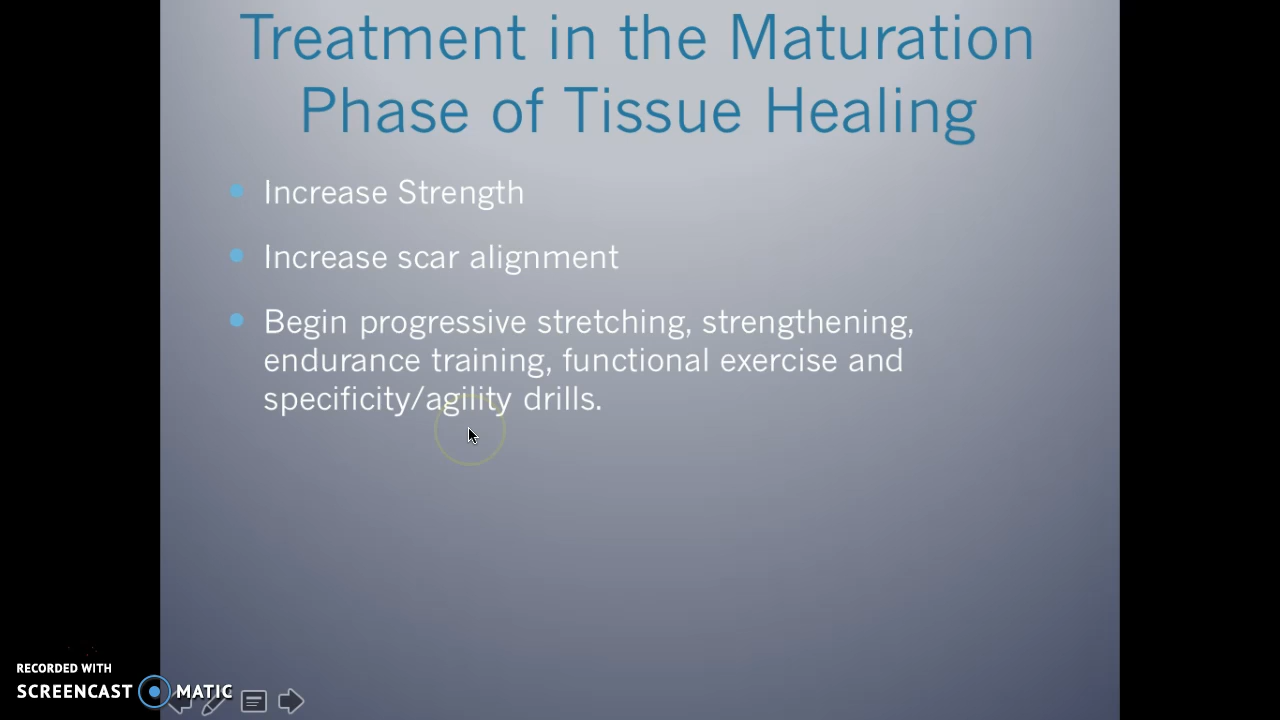 Treatment in the Maturation
Phase of Tissue Healing
Increase Strength
Increase scar alignment
Begin progressive stretching, strengthening,
endurance training, functional exercise and
specificity/agility drills.
RECORDED WITH
SCREENCAST MATIC